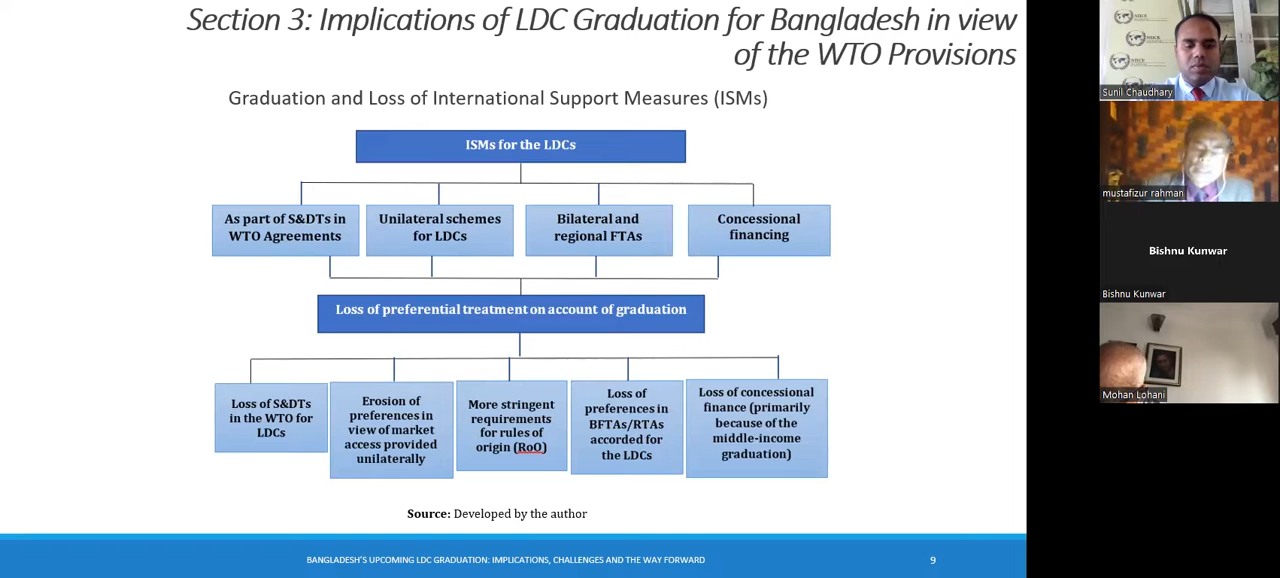 Section 3: Implications of LDC Graduation for Bangladesh in view
of the WTO Provisions
Graduation and Loss of International Support Measures (ISMs)
ISMs for the LDCs
As part of S&DTs in
WTO Agreements
Unilateral schemes
for LDCs
Bilateral and
regional FTAs
Concessional
financing
Loss of preferential treatment on account of graduation
Loss of S&DTs
in the WTO for
LDCs
Erosion of
preferences in
view of market
access provided
unilaterally
More stringent
requirements
for rules of
origin (RoO)
Loss of
preferences in
BFTAs/RTAs
accorded for
the LDCs
Loss of concessional
finance (primarily
because of the
middle-income
graduation)
Source: Developed by the author
BANGLADESH'S UPCOMING LDC GRADUATION: IMPLICATIONS, CHALLENGES AND THE WAY FORWARD
9
Sunil Chaudhary
mustafizur rahman
Bishnu Kunwar
Bishnu Kunwar
Mohan Lohani